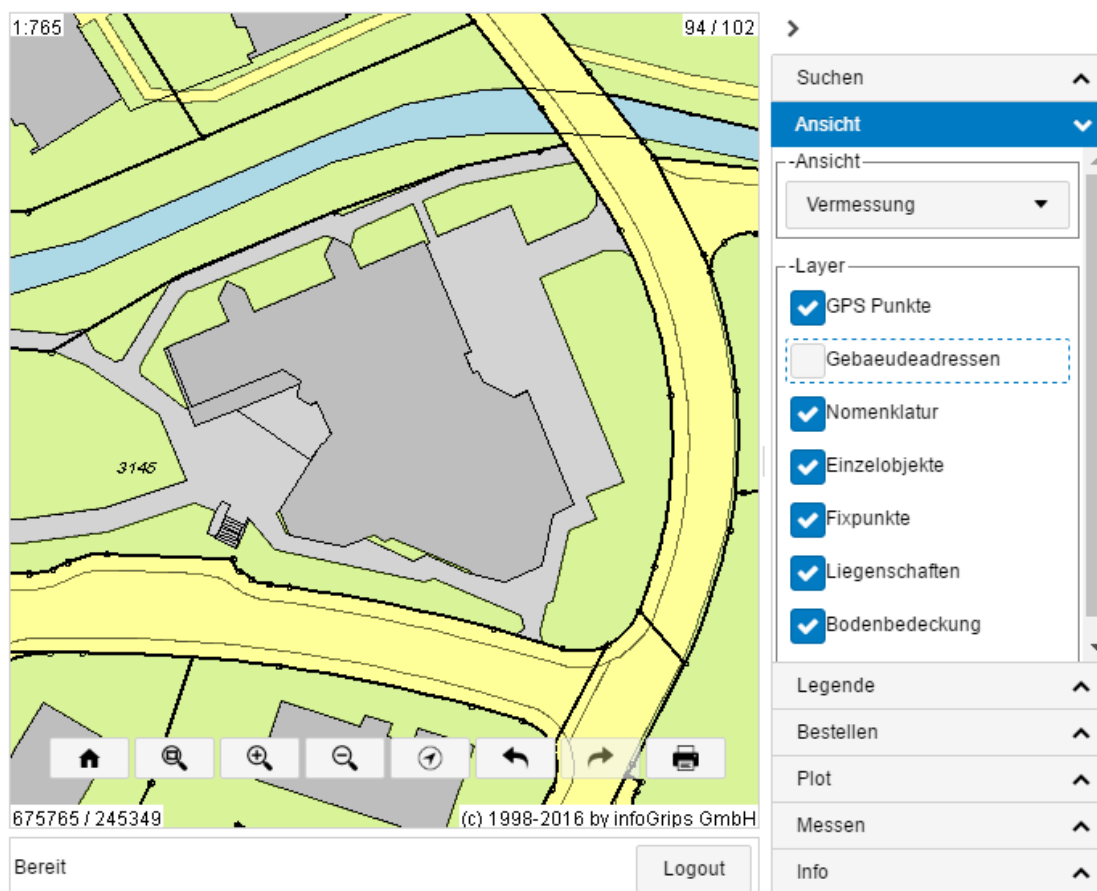 1:765
94 / 102
3145
675765 / 245349
(c) 1998-2016 by infoGrips GmbH
Bereit
Logout
Suchen
Ansicht
-Ansicht
Vermessung
-Layer
GPS Punkte
Gebaeudeadressen
Nomenklatur
Einzelobjekte
Fixpunkte
Liegenschaften
Bodenbedeckung
Legende
Bestellen
Plot
Messen
Info